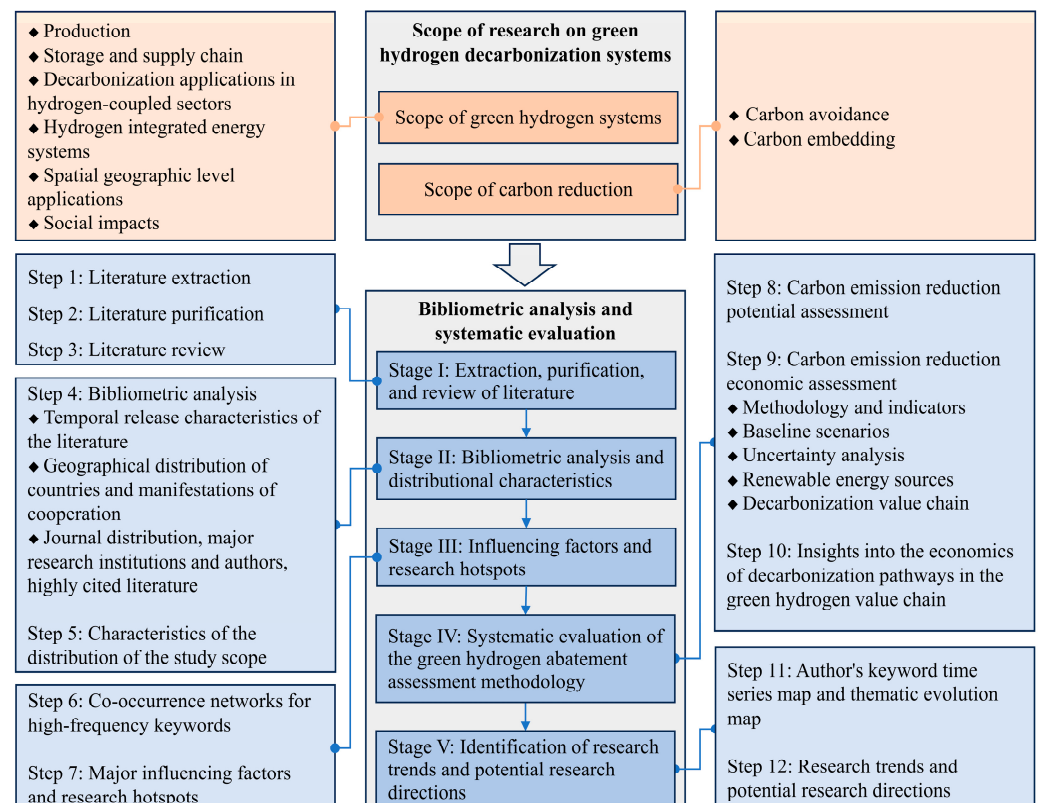 ◆ Production
◆ Storage and supply chain
◆ Decarbonization applications in
hydrogen-coupled sectors
◆ Hydrogen integrated energy
systems
◆ Spatial geographic level
applications
◆ Social impacts
Scope of research on green
hydrogen decarbonization systems
Scope of green hydrogen systems
Scope of carbon reduction
◆ Carbon avoidance
◆ Carbon embedding
Step 1: Literature extraction
Step 2: Literature purification
Step 3: Literature review
Step 4: Bibliometric analysis
◆ Temporal release characteristics of
the literature
◆ Geographical distribution of
countries and manifestations of
cooperation
◆ Journal distribution, major
research institutions and authors,
highly cited literature
Step 5: Characteristics of the
distribution of the study scope
Step 6: Co-occurrence networks for
high-frequency keywords
Step 7: Major influencing factors
and research hotspots
Bibliometric analysis and
systematic evaluation
Stage I: Extraction, purification,
and review of literature
Stage II: Bibliometric analysis and
distributional characteristics
Stage III: Influencing factors and
research hotspots
Stage IV: Systematic evaluation of
the green hydrogen abatement
assessment methodology
Stage V: Identification of research
trends and potential research
directions
Step 8: Carbon emission reduction
potential assessment
Step 9: Carbon emission reduction
economic assessment
◆ Methodology and indicators
◆ Baseline scenarios
◆ Uncertainty analysis
◆ Renewable energy sources
◆ Decarbonization value chain
Step 10: Insights into the economics
of decarbonization pathways in the
green hydrogen value chain
Step 11: Author's keyword time
series map and thematic evolution
map
Step 12: Research trends and
potential research directions